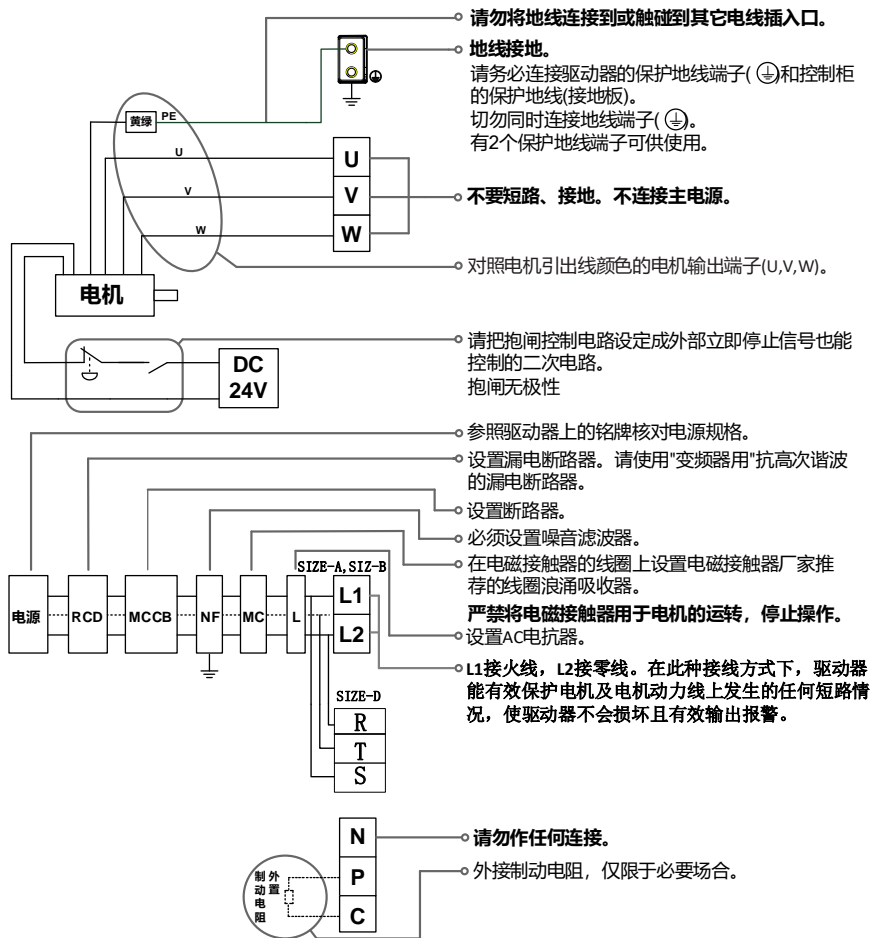 请勿将地线连接到或触碰到其它电线插入口。
地线接地。
请务必连接驱动器的保护地线端子( )和控制柜
的保护地线(接地板)。
切勿同时连接地线端子( )。
有2个保护地线端子可供使用。
黄绿
PE
U
V
W
U
V
W
不要短路、接地。不连接主电源。
对照电机引出线颜色的电机输出端子(U,V,W)。
电机
请把抱闸控制电路设定成外部立即停止信号也能
控制的二次电路。
抱闸无极性
DC
24V
参照驱动器上的铭牌核对电源规格。
设置漏电断路器。请使用"变频器用"抗高次谐波
的漏电断路器。
设置断路器。
必须设置噪音滤波器。
在电磁接触器的线圈上设置电磁接触器厂家推
荐的线圈浪涌吸收器。
严禁将电磁接触器用于电机的运转，停止操作。
设置AC电抗器。
SIZE-A,SIZ-B
电源
RCD
MCCB
NF
MC
L
L1
L2
L1接火线，L2接零线。在此种接线方式下，驱动器
能有效保护电机及电机动力线上发生的任何短路情
况，使驱动器不会损坏且有效输出报警。
SIZE-D
R
T
S
N
P
C
请勿作任何连接。
外接制动电阻，仅限于必要场合。
外置
制动电阻